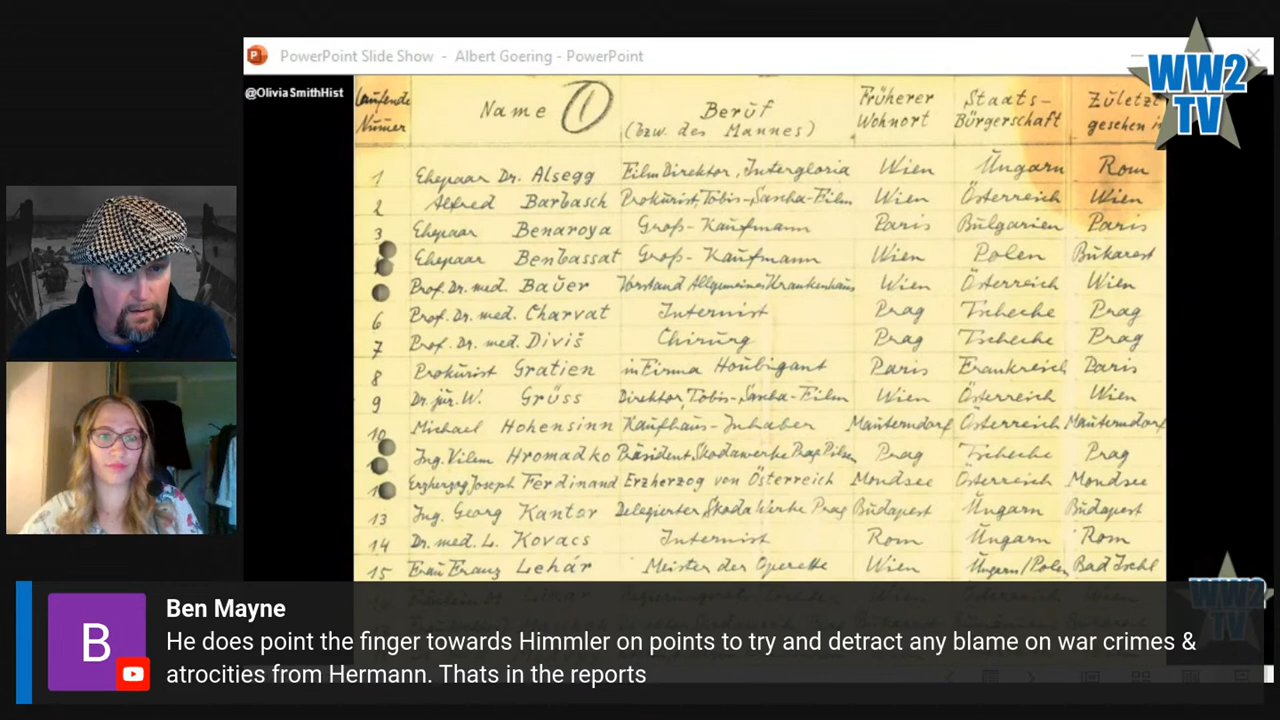 PowerPoint Slide Show - Albert Goering - PowerPoint
WW2
TV
@OliviaSmithHist
Laufende Numer Name 1 Beruf (bzw. des Mannes) Früherer Wohnort Staats-Bürgerschaft Zuletzt gesehen in
1 Ehepaar Dr. Alsegg Film Direktor, Intergloria Wien Ungarn Rom
2 Alfred Barbasch Prokurist, Tobis-Sascha-Film Wien Österreich Wien
3 Ehepaar Benaroya Groß-Kaufmann Paris Bulgarien Paris
Ehepaar Benbassat Groß-Kaufmann Wien Polen Bukarest
Prof. Dr. med. Bauer Vorstand Allgemeines Krankenhaus Wien Österreich Wien
6 Prof. Dr. med. Charvat Internist Prag Tscheche Prag
7 Prof. Dr. med. Diviš Chirurg Prag Tscheche Prag
8 Prokurist Gratien in Firma Houbigant Paris Frankreich Paris
9 Dr. jur. W. Grüss Direktor, Tobis-Sascha-Film Wien Österreich Wien
10 Michael Hohensinn Kaufhaus-Inhaber Mauterndorf Österreich Mauterndorf
Ing. Vilem Hromadko Präsident Skodawerke Prag Pilsen Prag Tscheche Prag
Erzherzog Joseph Ferdinand Erzherzog von Österreich Mondsee Österreich Mondsee
13 Ing. Georg Kantor Delegierter Skoda Werke Prag Budapest Ungarn Budapest
14 Dr. med. L. Kovacs Internist Rom Ungarn Rom
15 Frau Franz Lehár Meister der Operette Wien Ungarn/Polen Bad Ischl
WW2
TV
B
Ben Mayne
He does point the finger towards Himmler on points to try and detract any blame on war crimes &
atrocities from Hermann. Thats in the reports